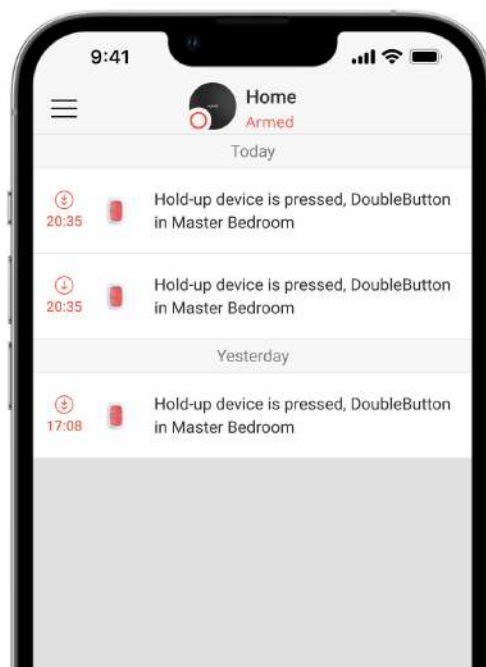 9:41
Home
Armed
Today
Hold-up device is pressed, DoubleButton
20:35
in Master Bedroom
Hold-up device is pressed, DoubleButton
20:35
in Master Bedroom
Yesterday
Hold-up device is pressed, DoubleButton
17:08
in Master Bedroom